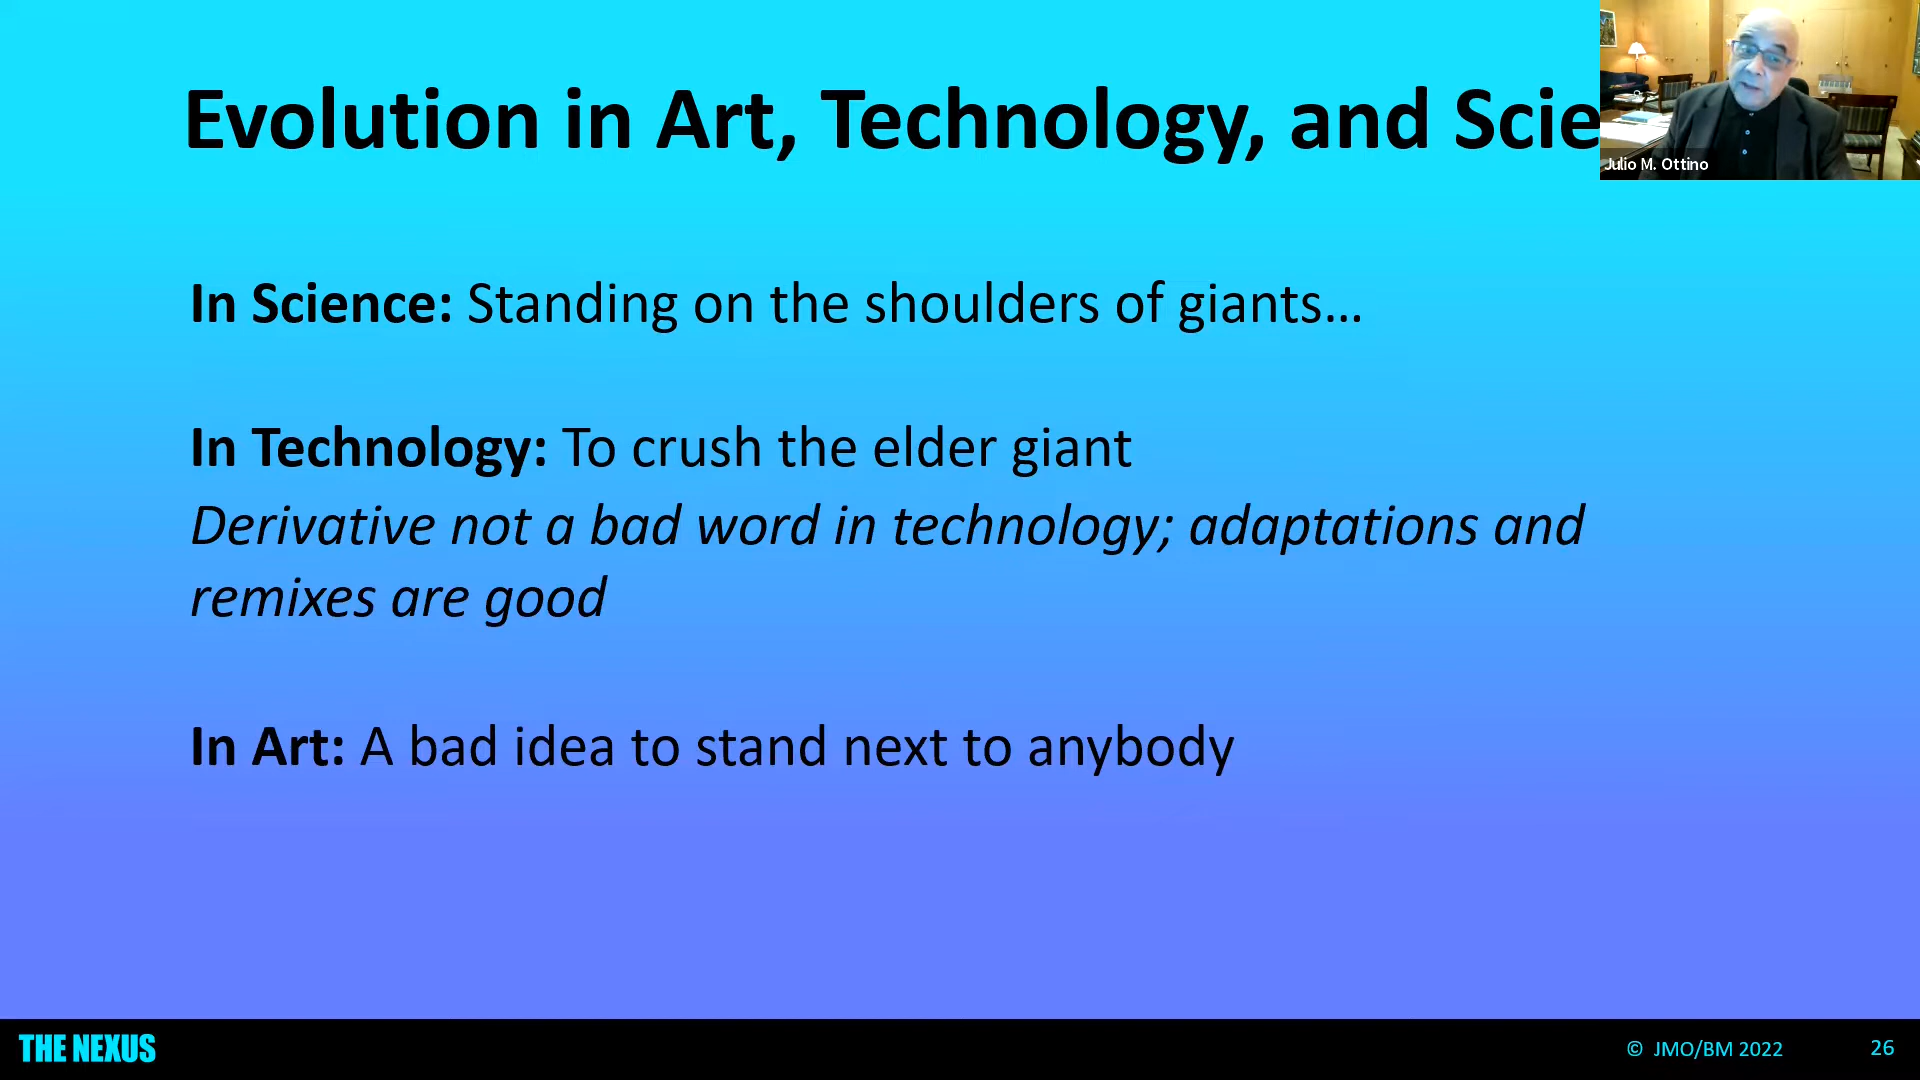 Evolution in Art, Technology, and Scie
Julio M. Ottino
In Science: Standing on the shoulders of giants...
In Technology: To crush the elder giant
Derivative not a bad word in technology; adaptations and
remixes are good
In Art: A bad idea to stand next to anybody
THE NEXUS
© JMO/BM 2022
26